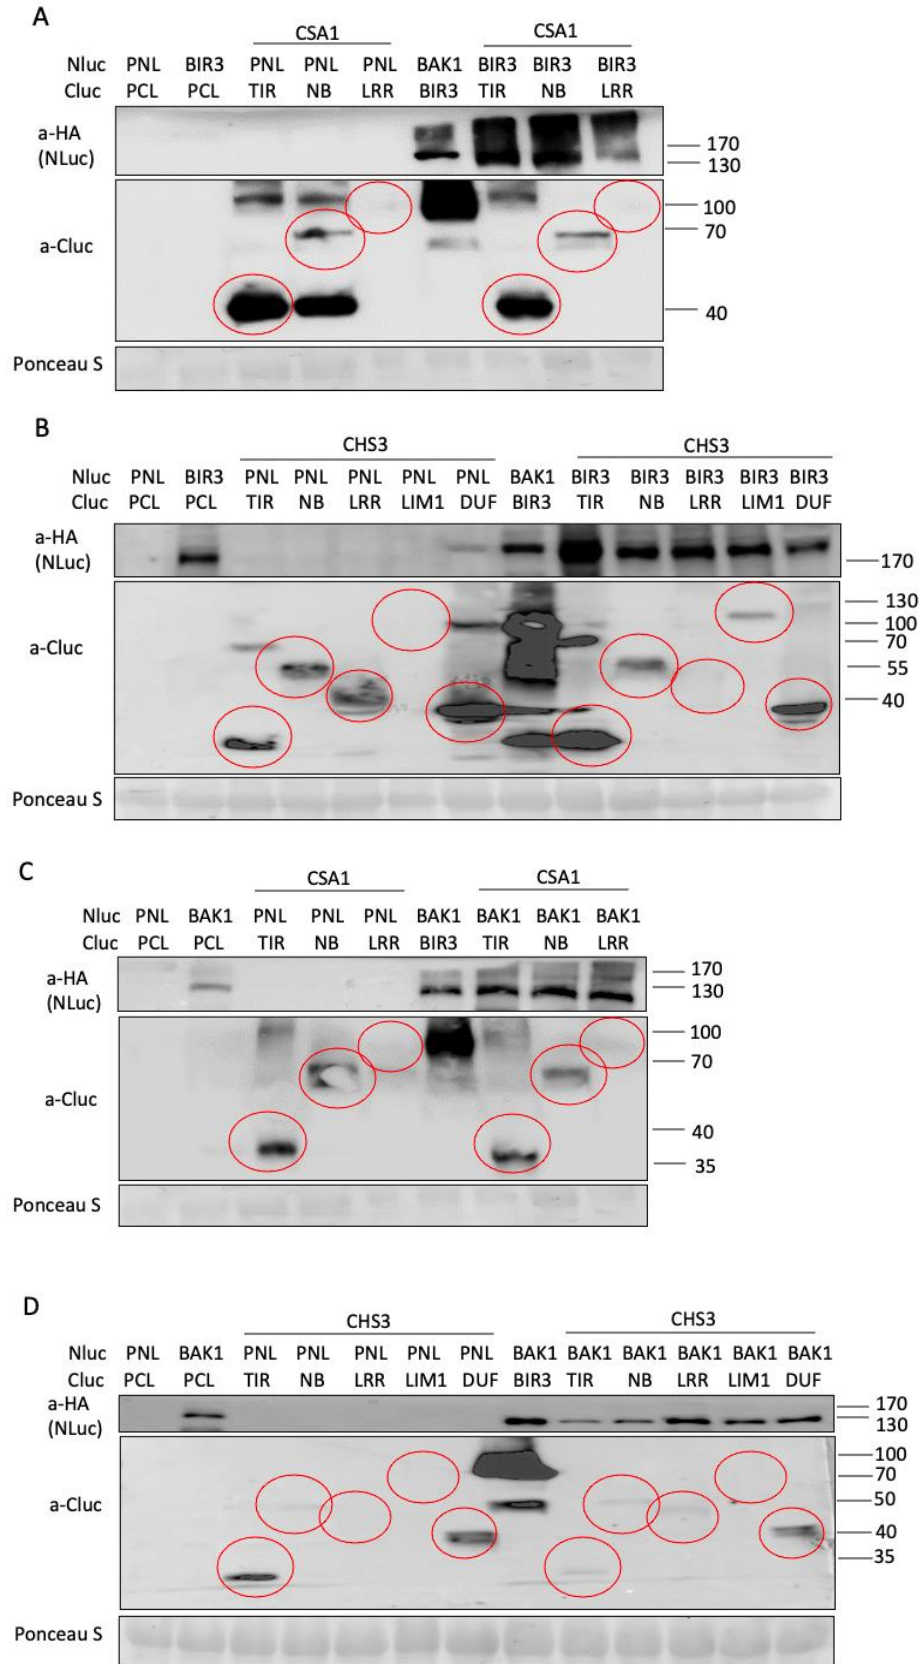 A
CSA1 CSA1
Nluc PNL BIR3 PNL PNL PNL BAK1 BIR3 BIR3 BIR3
Cluc PCL PCL TIR NB LRR BIR3 TIR NB LRR
a-HA
(NLuc)
170
130
a-Cluc
100
70
40
Ponceau S
B
CHS3 CHS3
Nluc PNL BIR3 PNL PNL PNL PNL PNL BAK1 BIR3 BIR3 BIR3 BIR3 BIR3
Cluc PCL PCL TIR NB LRR LIM1 DUF BIR3 TIR NB LRR LIM1 DUF
a-HA
(NLuc)
170
a-Cluc
130
100
70
55
40
Ponceau S
C
CSA1 CSA1
Nluc PNL BAK1 PNL PNL PNL BAK1 BAK1 BAK1 BAK1
Cluc PCL PCL TIR NB LRR BIR3 TIR NB LRR
a-HA
(NLuc)
170
130
a-Cluc
100
70
40
35
Ponceau S
D
CHS3 CHS3
Nluc PNL BAK1 PNL PNL PNL PNL PNL BAK1 BAK1 BAK1 BAK1 BAK1 BAK1
Cluc PCL PCL TIR NB LRR LIM1 DUF BIR3 TIR NB LRR LIM1 DUF
a-HA
(NLuc)
170
130
a-Cluc
100
70
50
40
35
Ponceau S